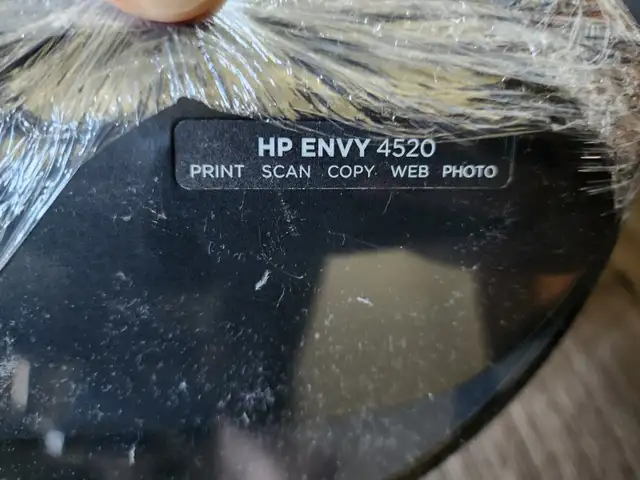 HP ENVY 4520
PRINT SCAN COPY WEB PHOTO